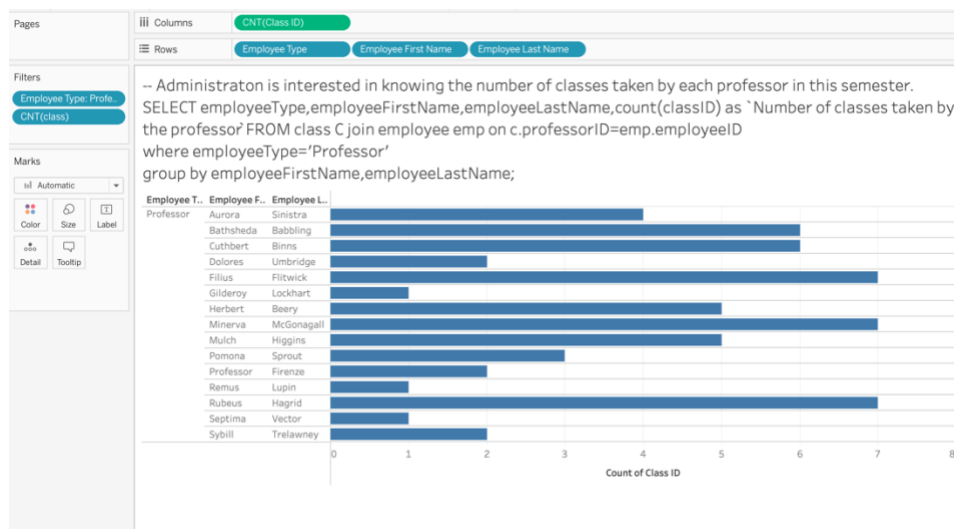 Pages
Columns
CNT(Class ID)
Rows
Employee Type
Employee First Name
Employee Last Name
Filters
Employee Type: Profe..
CNT(class)
Marks
Automatic
Color
Size
Label
Detail
Tooltip
-- Administraton is interested in knowing the number of classes taken by each professor in this semester.
SELECT employeeType,employeeFirstName,employeeLastName,count(classID) as `Number of classes taken by
the professor` FROM class C join employee emp on c.professorID=emp.employeeID
where employeeType='Professor'
group by employeeFirstName,employeeLastName;
Employee T.. Employee F.. Employee L..
Professor Aurora Sinistra
Bathsheda Babbling
Cuthbert Binns
Dolores Umbridge
Filius Flitwick
Gilderoy Lockhart
Herbert Beery
Minerva McGonagall
Mulch Higgins
Pomona Sprout
Professor Firenze
Remus Lupin
Rubeus Hagrid
Septima Vector
Sybill Trelawney
0 1 2 3 4 5 6 7 8
Count of Class ID